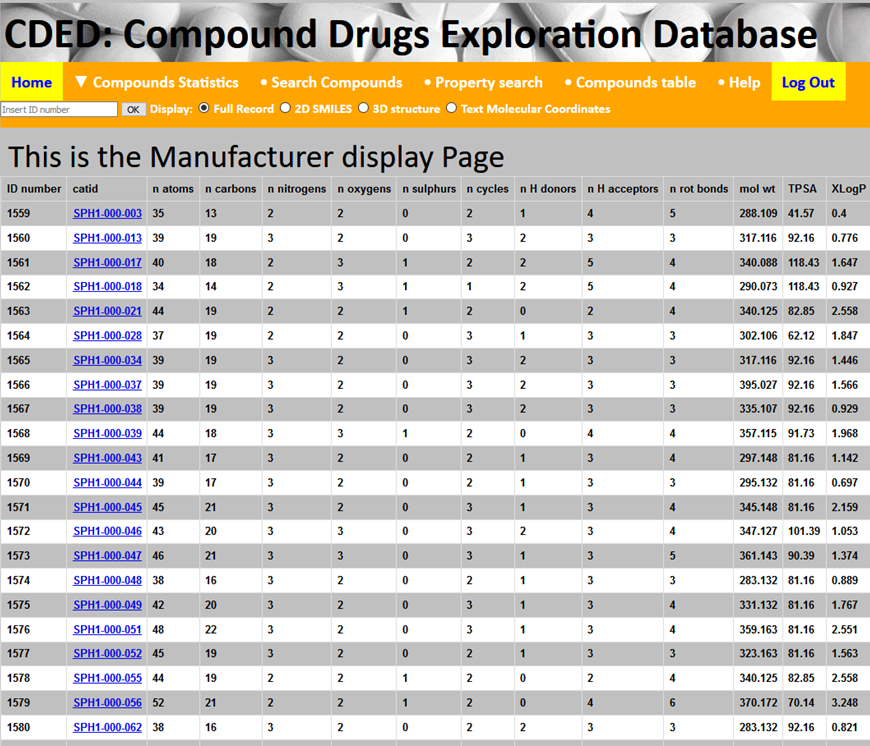 CDED: Compound Drugs Exploration Database
Home ▼ Compounds Statistics • Search Compounds • Property search • Compounds table • Help Log Out
Insert ID number OK Display: Full Record 2D SMILES 3D structure Text Molecular Coordinates
This is the Manufacturer display Page
ID number catid n atoms n carbons n nitrogens n oxygens n sulphurs n cycles n H donors n H acceptors n rot bonds mol wt TPSA XLogP
1559 SPH1-000-003 35 13 2 2 0 2 1 4 5 288.109 41.57 0.4
1560 SPH1-000-013 39 19 3 2 0 3 2 3 3 317.116 92.16 0.776
1561 SPH1-000-017 40 18 2 3 1 2 2 5 4 340.088 118.43 1.647
1562 SPH1-000-018 34 14 2 3 1 1 2 5 4 290.073 118.43 0.927
1563 SPH1-000-021 44 19 2 2 1 2 0 2 4 340.125 82.85 2.558
1564 SPH1-000-028 37 19 2 2 0 3 1 3 3 302.106 62.12 1.847
1565 SPH1-000-034 39 19 3 2 0 3 2 3 3 317.116 92.16 1.446
1566 SPH1-000-037 39 19 3 2 0 3 2 3 3 395.027 92.16 1.566
1567 SPH1-000-038 39 19 3 2 0 3 2 3 3 335.107 92.16 0.929
1568 SPH1-000-039 44 18 3 3 1 2 0 4 4 357.115 91.73 1.968
1569 SPH1-000-043 41 17 3 2 0 2 1 3 4 297.148 81.16 1.142
1570 SPH1-000-044 39 17 3 2 0 2 1 3 3 295.132 81.16 0.697
1571 SPH1-000-045 45 21 3 2 0 3 1 3 4 345.148 81.16 2.159
1572 SPH1-000-046 43 20 3 3 0 3 2 3 4 347.127 101.39 1.053
1573 SPH1-000-047 46 21 3 3 0 3 1 3 5 361.143 90.39 1.374
1574 SPH1-000-048 38 16 3 2 0 2 1 3 3 283.132 81.16 0.889
1575 SPH1-000-049 42 20 3 2 0 3 1 3 4 331.132 81.16 1.767
1576 SPH1-000-051 48 22 3 2 0 3 1 3 4 359.163 81.16 2.551
1577 SPH1-000-052 45 19 3 2 0 2 1 3 3 323.163 81.16 1.563
1578 SPH1-000-055 44 19 2 2 1 2 0 2 4 340.125 82.85 2.558
1579 SPH1-000-056 52 21 2 2 1 2 0 4 6 370.172 70.14 3.248
1580 SPH1-000-062 38 16 3 2 0 2 2 3 3 283.132 92.16 0.821